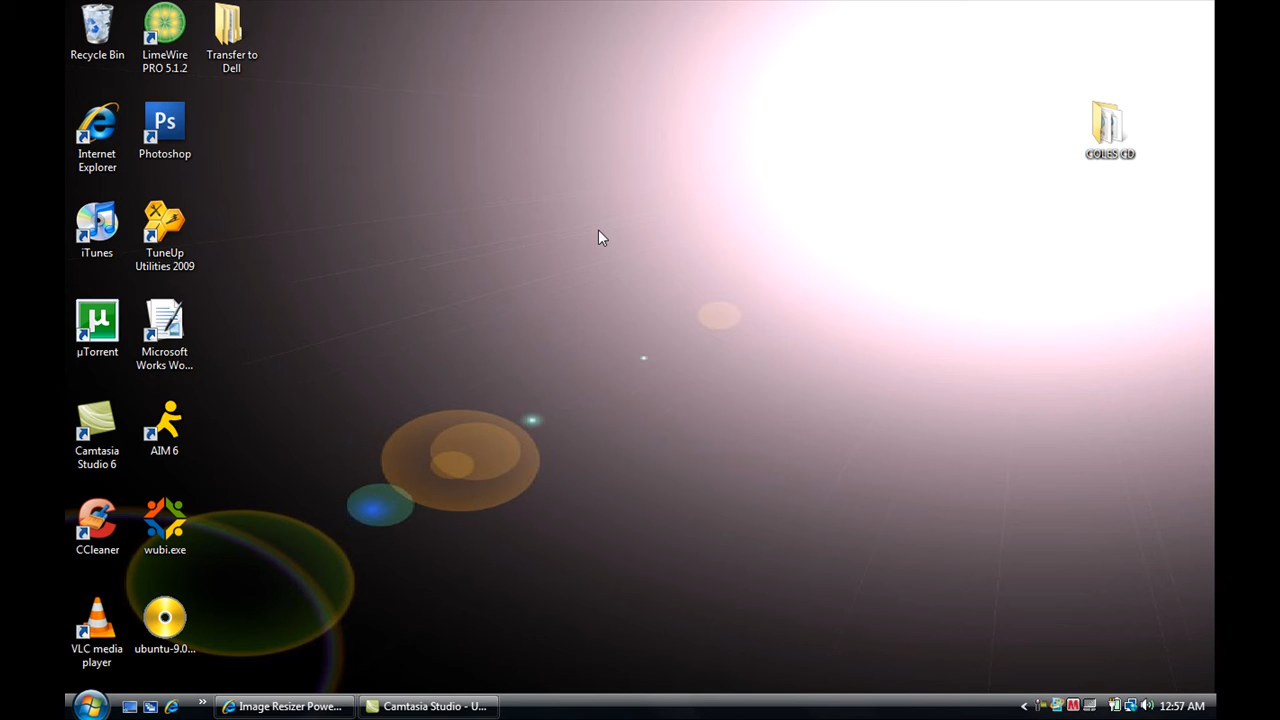 Recycle Bin
LimeWire
PRO 5.1.2
Transfer to
Dell
COLES CD
Internet
Explorer
Ps
Photoshop
iTunes
TuneUp
Utilities 2009
µ
µTorrent
Microsoft
Works Wo...
Camtasia
Studio 6
AIM 6
CCleaner
wubi.exe
VLC media
player
ubuntu-9.0...
Image Resizer Powe...
Camtasia Studio - U...
12:57 AM